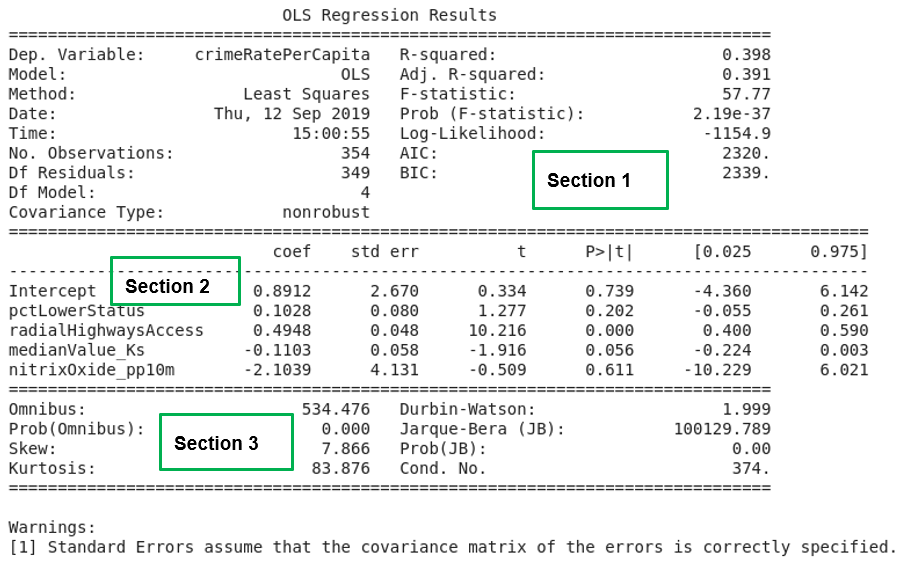 OLS Regression Results
==============================================================================
Dep. Variable: crimeRatePerCapita R-squared: 0.398
Model: OLS Adj. R-squared: 0.391
Method: Least Squares F-statistic: 57.77
Date: Thu, 12 Sep 2019 Prob (F-statistic): 2.19e-37
Time: 15:00:55 Log-Likelihood: -1154.9
No. Observations: 354 AIC: 2320.
Df Residuals: 349 BIC: 2339.
Section 1
Df Model: 4
Covariance Type: nonrobust
========================================================================================
coef std err t P>|t| [0.025 0.975]
----------------------------------------------------------------------------------------
Section 2
Intercept 0.8912 2.670 0.334 0.739 -4.360 6.142
pctLowerStatus 0.1028 0.080 1.277 0.202 -0.055 0.261
radialHighwaysAccess 0.4948 0.048 10.216 0.000 0.400 0.590
medianValue_Ks -0.1103 0.058 -1.916 0.056 -0.224 0.003
nitrixOxide_pp10m -2.1039 4.131 -0.509 0.611 -10.229 6.021
==============================================================================
Omnibus: 534.476 Durbin-Watson: 1.999
Prob(Omnibus): 0.000 Jarque-Bera (JB): 100129.789
Section 3
Skew: 7.866 Prob(JB): 0.00
Kurtosis: 83.876 Cond. No. 374.
==============================================================================
Warnings:
[1] Standard Errors assume that the covariance matrix of the errors is correctly specified.